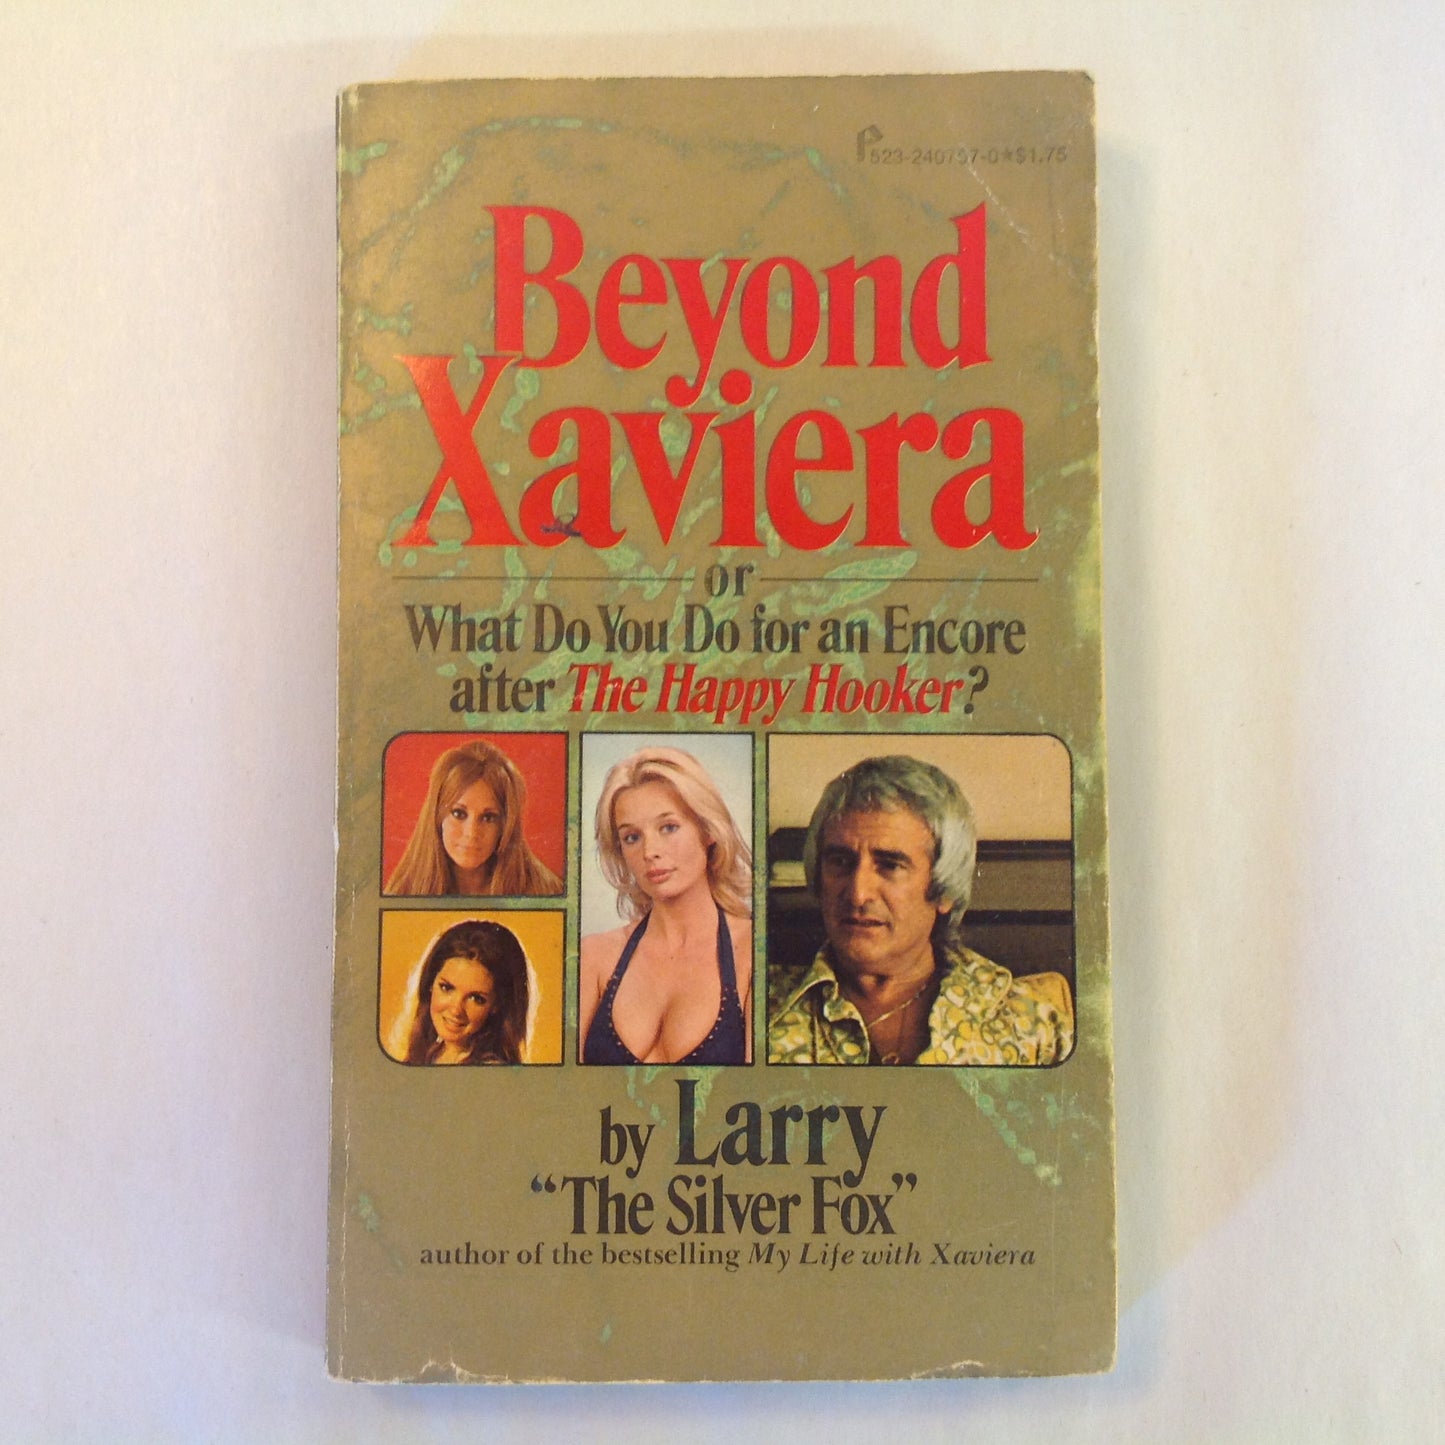 P523-240757-0★$1.75
Beyond
Xaviera
or
What Do You Do for an Encore
after The Happy Hooker?
by Larry
“The Silver Fox”
author of the bestselling My Life with Xaviera